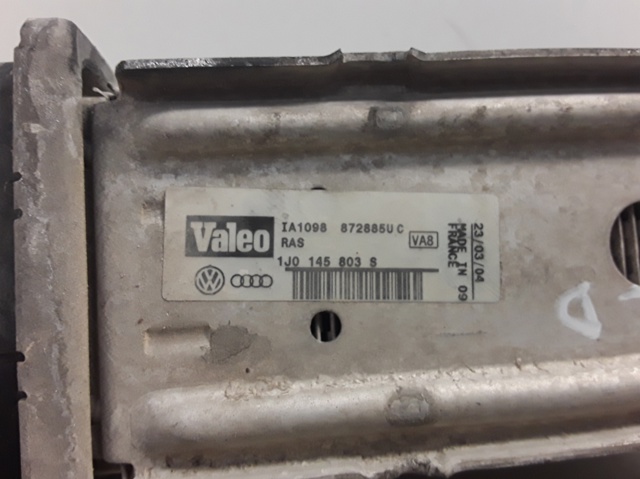 Valeo
IA1098 872885U C
RAS
VA8
1J0 145 803 S
23/03/04
MADE IN 09
FRANCE
D